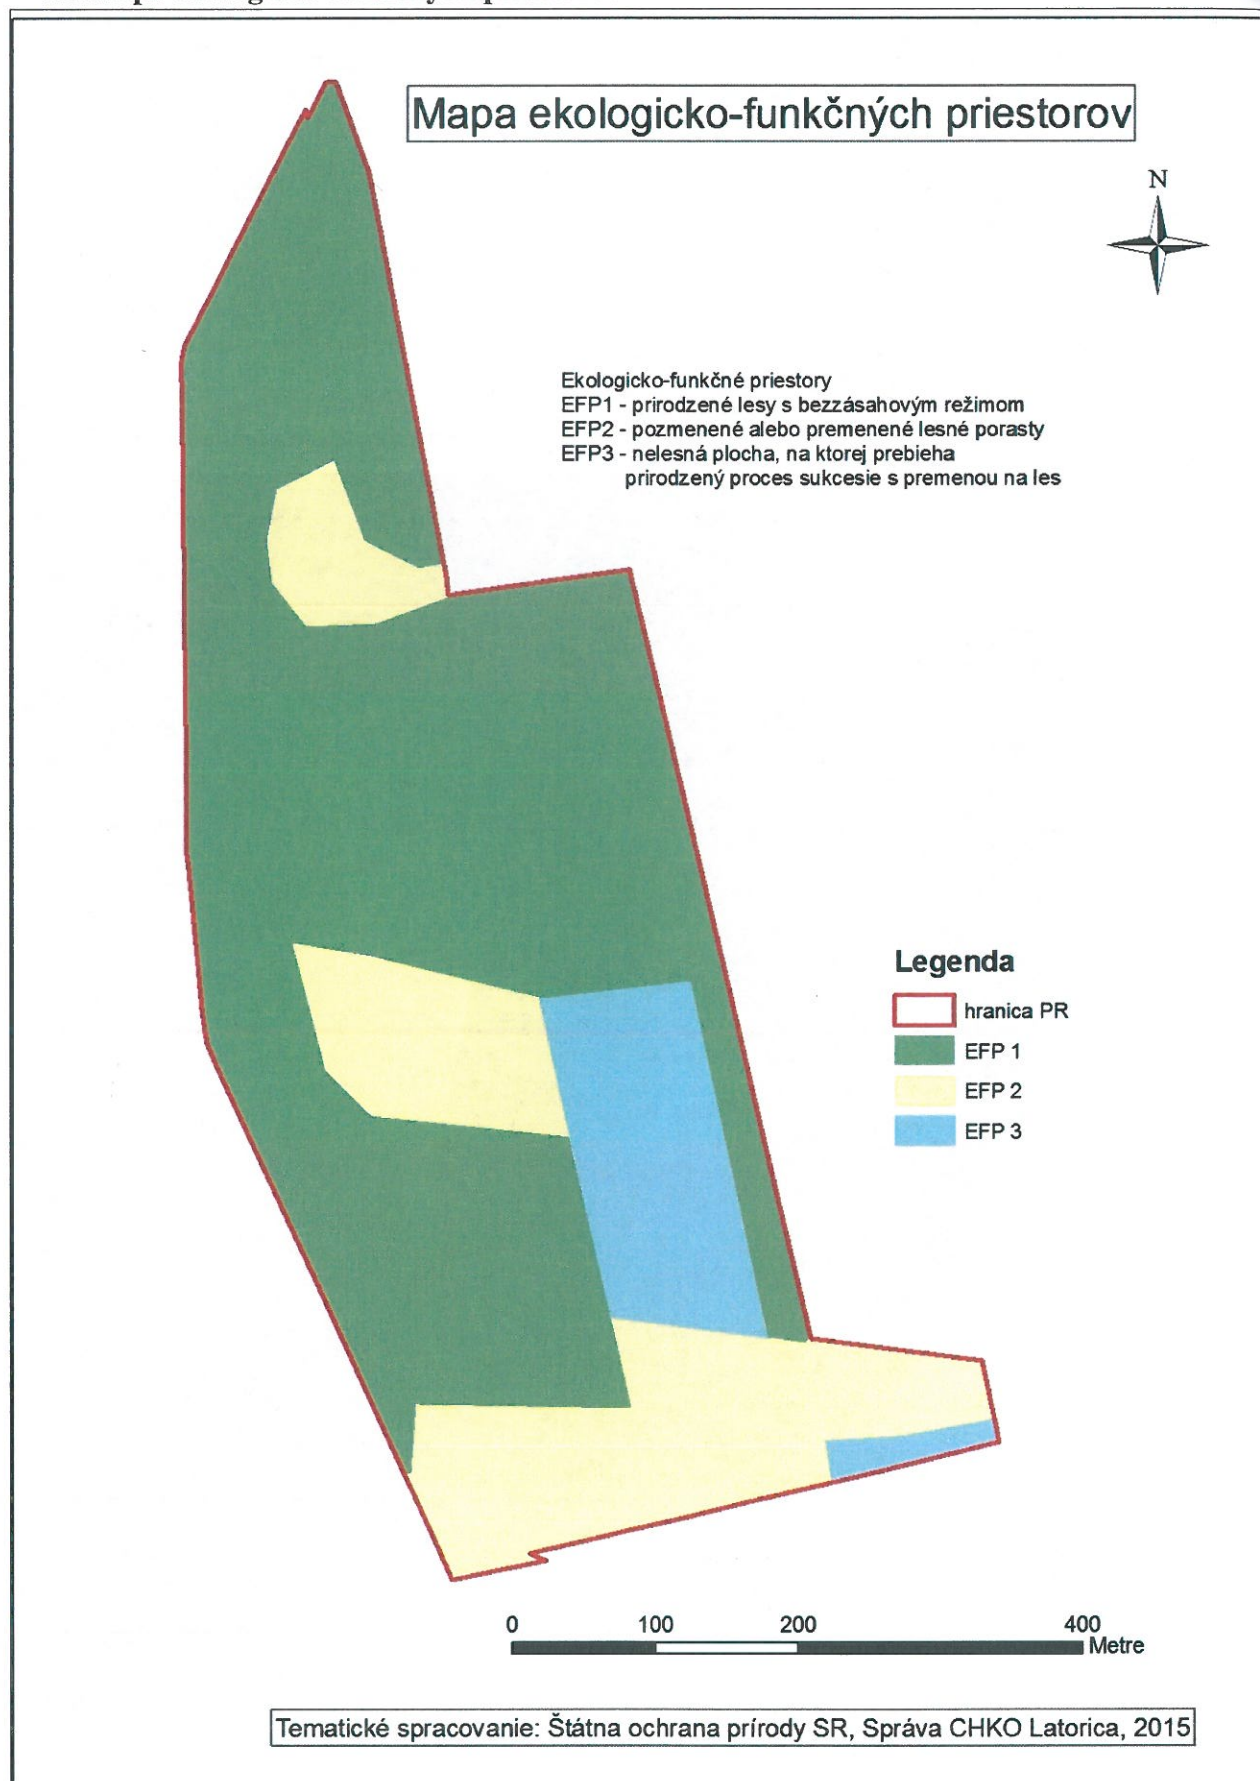 Mapa ekologicko-funkčných priestorov
N
Ekologicko-funkčné priestory
EFP1 - prirodzené lesy s bezzásahovým režimom
EFP2 - pozmenené alebo premenené lesné porasty
EFP3 - nelesná plocha, na ktorej prebieha
prirodzený proces sukcesie s premenou na les
Legenda
hranica PR
EFP 1
EFP 2
EFP 3
0 100 200 400
Metre
Tematické spracovanie: Štátna ochrana prírody SR, Správa CHKO Latorica, 2015